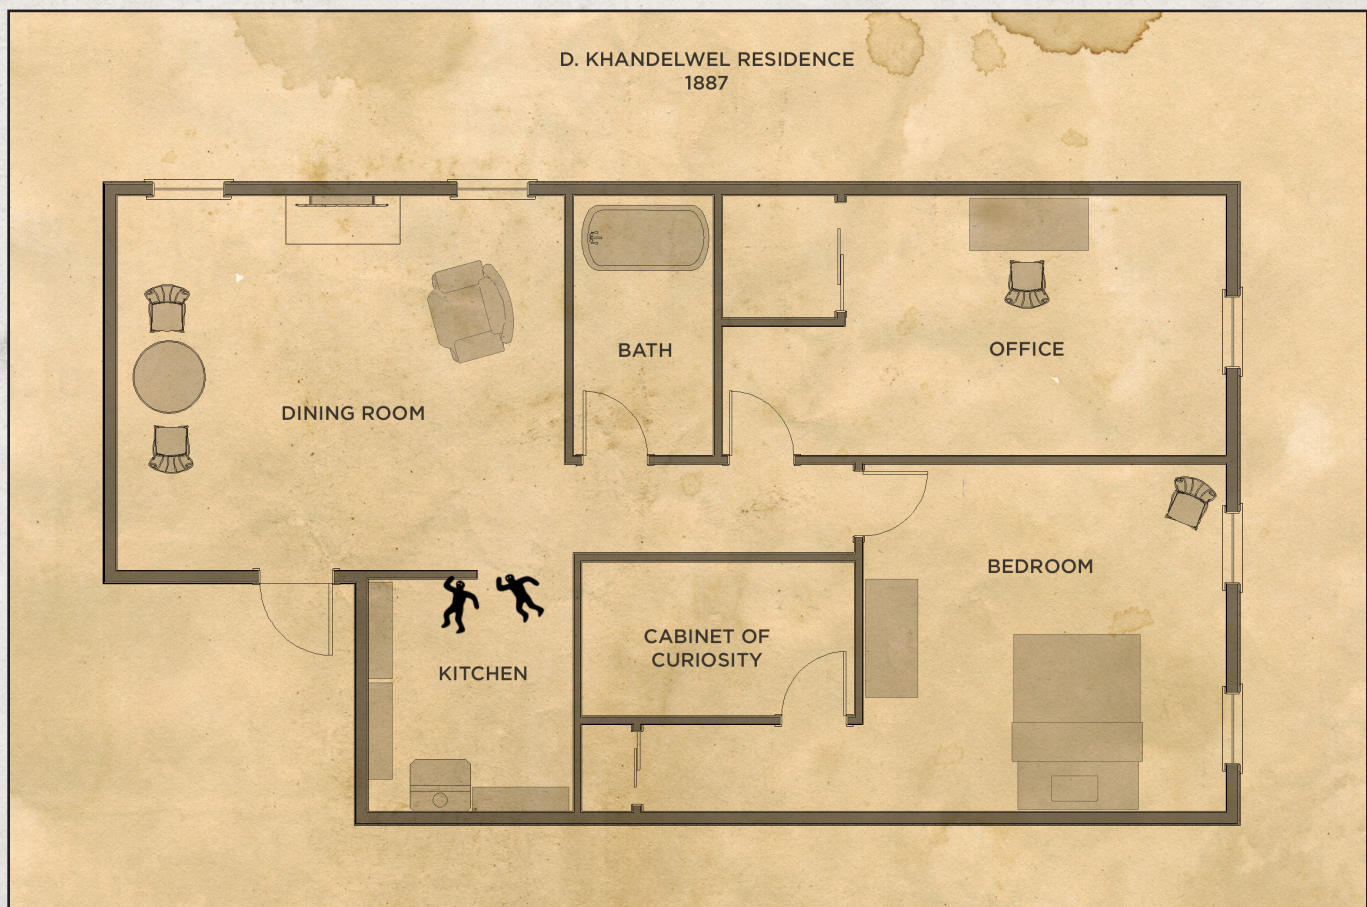 D. KHANDELWEL RESIDENCE
1887
BATH
OFFICE
DINING ROOM
BEDROOM
CABINET OF
CURIOSITY
KITCHEN